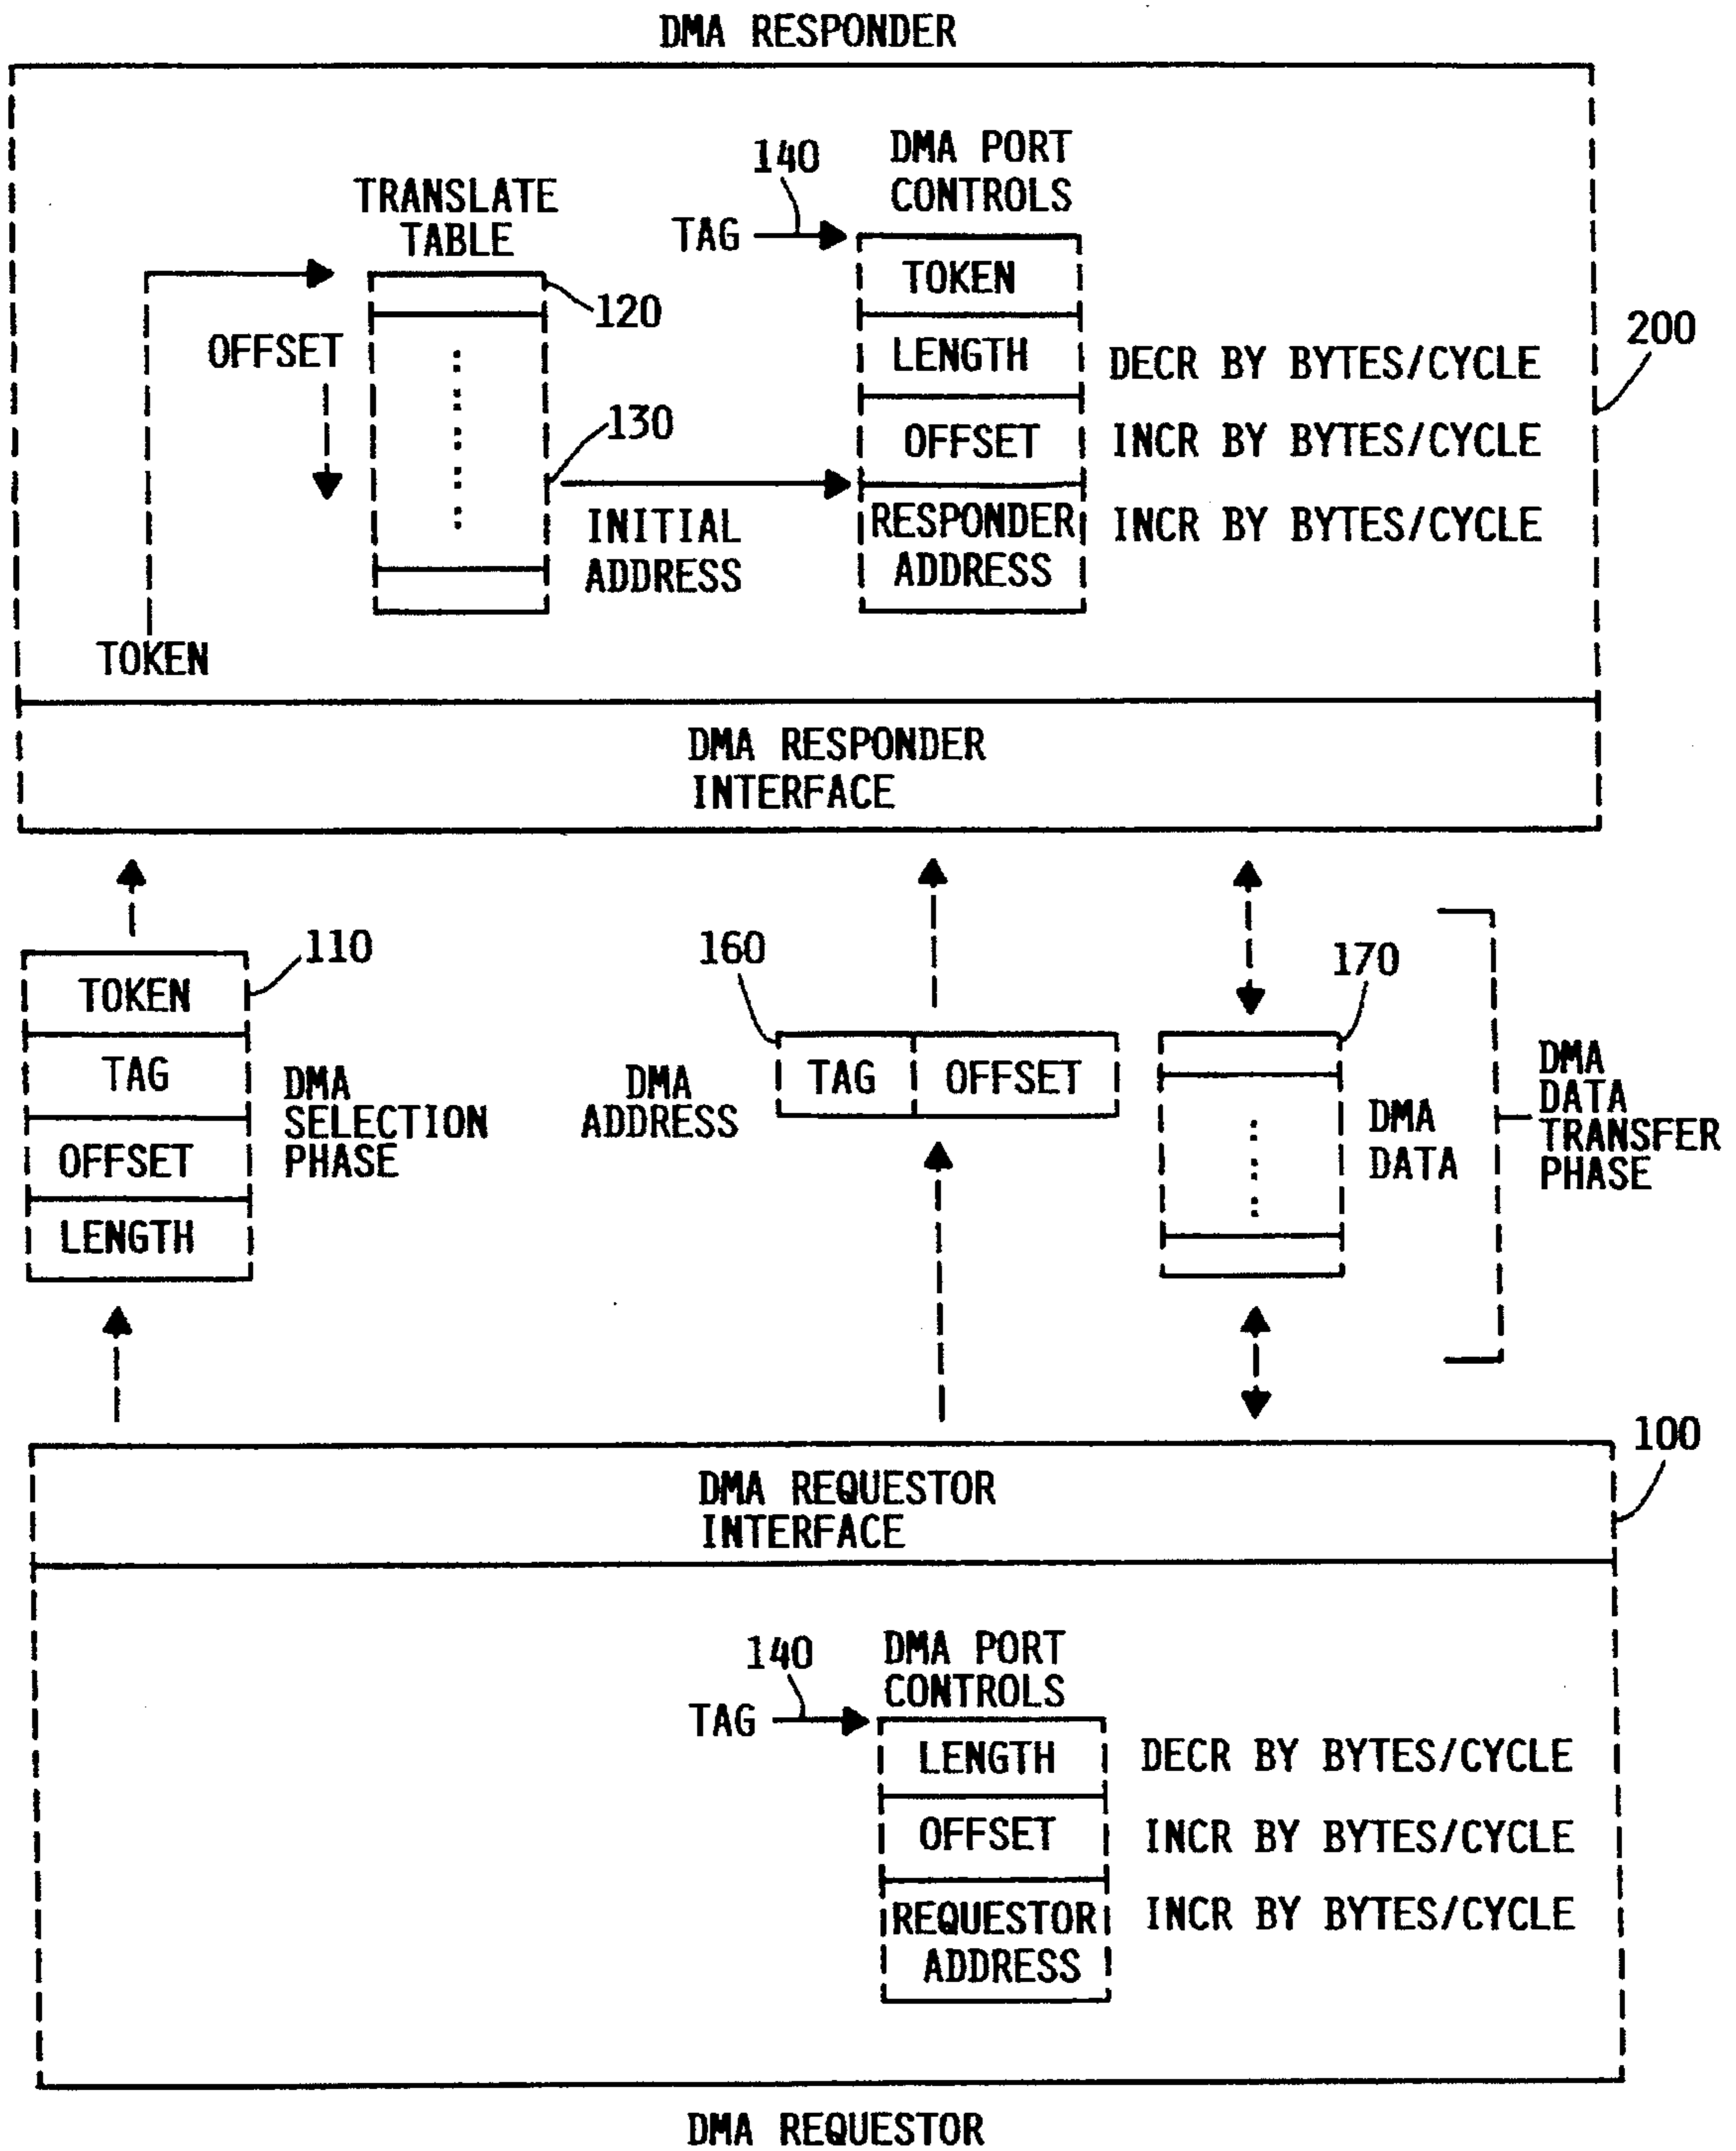 DMA RESPONDER
140
DMA PORT
CONTROLS
TRANSLATE
TABLE
TAG
TOKEN
120
200
OFFSET
LENGTH
DECR BY BYTES/CYCLE
130
OFFSET
INCR BY BYTES/CYCLE
INITIAL
ADDRESS
RESPONDER
ADDRESS
INCR BY BYTES/CYCLE
TOKEN
DMA RESPONDER
INTERFACE
110
160
170
TOKEN
TAG
OFFSET
LENGTH
DMA
SELECTION
PHASE
DMA
ADDRESS
TAG
OFFSET
DMA
DATA
DMA
DATA
TRANSFER
PHASE
100
DMA REQUESTOR
INTERFACE
140
DMA PORT
CONTROLS
TAG
LENGTH
DECR BY BYTES/CYCLE
OFFSET
INCR BY BYTES/CYCLE
REQUESTOR
ADDRESS
INCR BY BYTES/CYCLE
DMA REQUESTOR